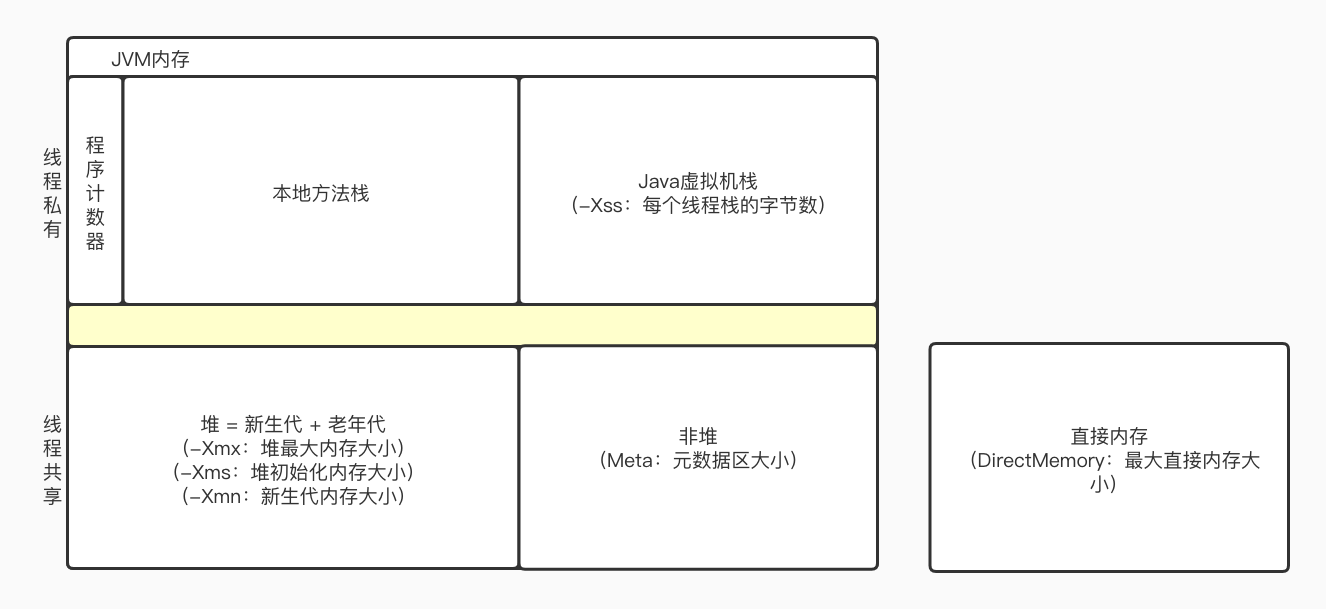 JVM内存
线程私有
程序计数器
本地方法栈
Java虚拟机栈
（-Xss：每个线程栈的字节数）
线程共享
堆 = 新生代 + 老年代
（-Xmx：堆最大内存大小）
（-Xms：堆初始化内存大小）
（-Xmn：新生代内存大小）
非堆
（Meta：元数据区大小）
直接内存
（DirectMemory：最大直接内存大
小）